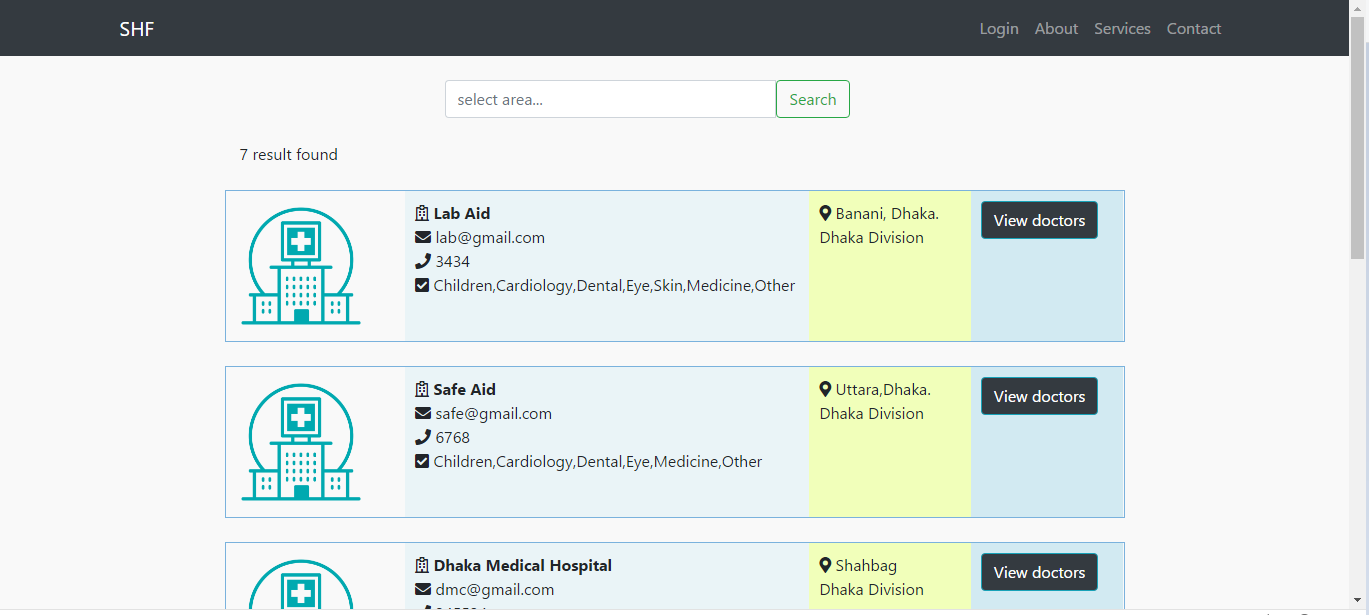 SHF
Login About Services Contact
select area...
Search
7 result found
Lab Aid
lab@gmail.com
3434
Children,Cardiology,Dental,Eye,Skin,Medicine,Other
Banani, Dhaka.
Dhaka Division
View doctors
Safe Aid
safe@gmail.com
6768
Children,Cardiology,Dental,Eye,Medicine,Other
Uttara,Dhaka.
Dhaka Division
View doctors
Dhaka Medical Hospital
dmc@gmail.com
Shahbag
Dhaka Division
View doctors